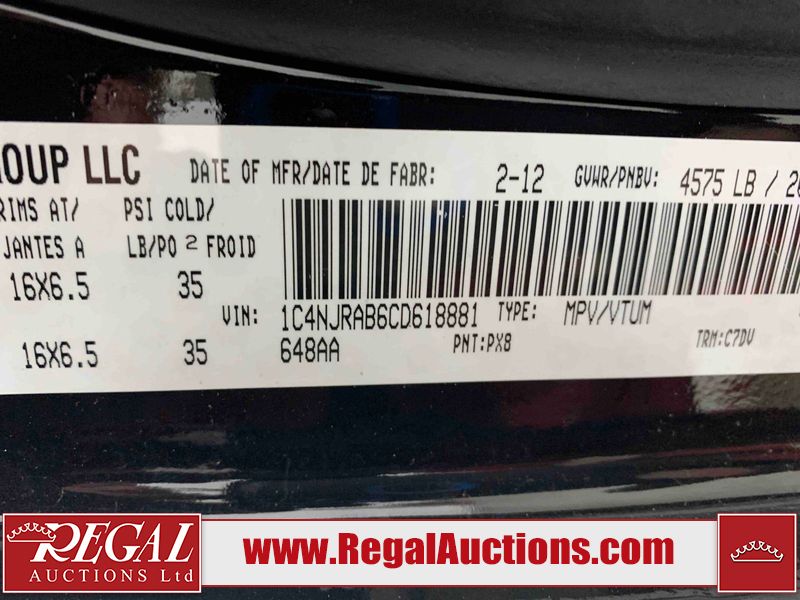 ROUP LLC DATE OF MFR/DATE DE FABR: 2-12 GVWR/PNBV: 4575 LB /
RIMS AT/ PSI COLD/
JANTES A LB/PO 2 FROID
16X6.5 35
VIN: 1C4NJRAB6CD618881 TYPE: MPV/VTUM
16X6.5 35 648AA PNT:PX8 TRM:C7DV
REGAL
AUCTIONS Ltd
www.RegalAuctions.com